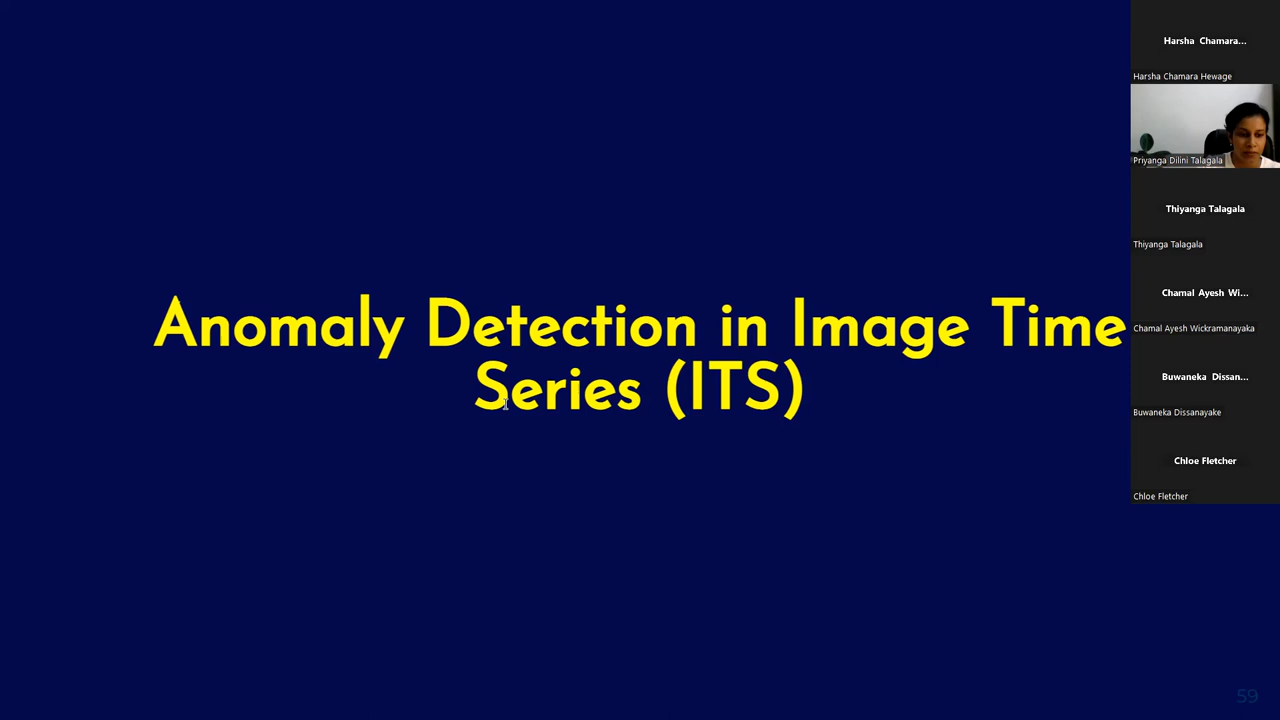 Anomaly Detection in Image Time
Series (ITS)
Harsha Chamara...
Harsha Chamara Hewage
Priyanga Dilini Talagala
Thiyanga Talagala
Thiyanga Talagala
Chamal Ayesh Wi...
Chamal Ayesh Wickramanayaka
Buwaneka Dissan...
Buwaneka Dissanayake
Chloe Fletcher
Chloe Fletcher
59